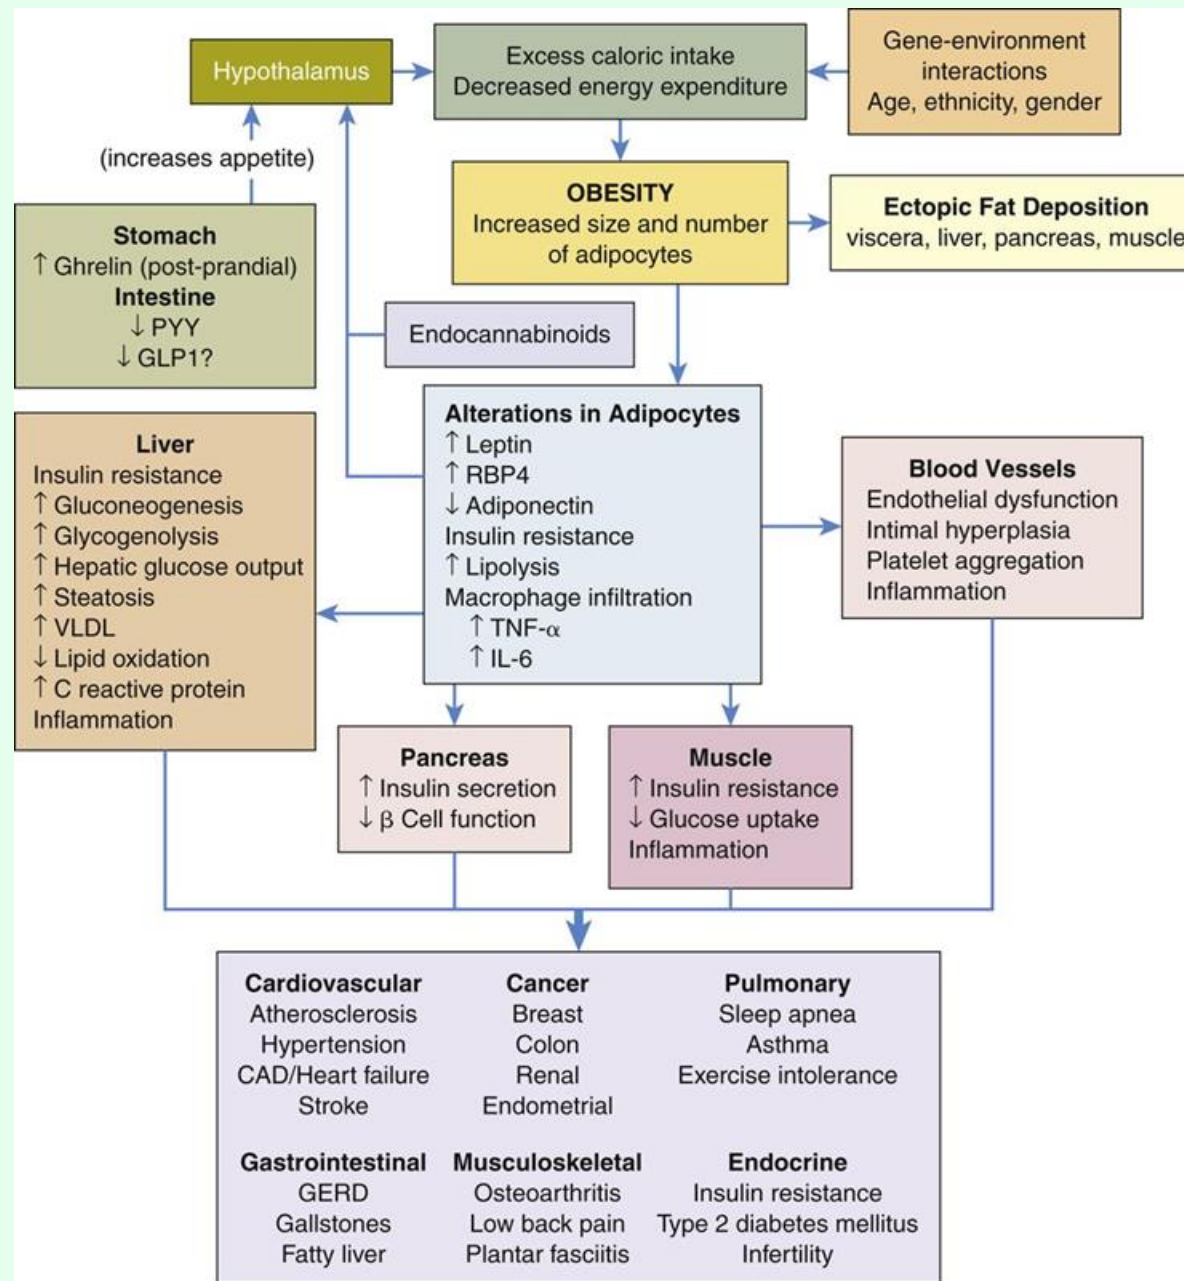 Hypothalamus
Excess caloric intake
Decreased energy expenditure
Gene-environment
interactions
Age, ethnicity, gender
(increases appetite)
OBESITY
Increased size and number
of adipocytes
Ectopic Fat Deposition
viscera, liver, pancreas, muscle
Stomach
↑ Ghrelin (post-prandial)
Intestine
↓ PYY
↓ GLP1?
Endocannabinoids
Alterations in Adipocytes
↑ Leptin
↑ RBP4
↓ Adiponectin
Insulin resistance
↑ Lipolysis
Macrophage infiltration
↑ TNF-α
↑ IL-6
Liver
Insulin resistance
↑ Gluconeogenesis
↑ Glycogenolysis
↑ Hepatic glucose output
↑ Steatosis
↑ VLDL
↓ Lipid oxidation
↑ C reactive protein
Inflammation
Blood Vessels
Endothelial dysfunction
Intimal hyperplasia
Platelet aggregation
Inflammation
Pancreas
↑ Insulin secretion
↓ β Cell function
Muscle
↑ Insulin resistance
↓ Glucose uptake
Inflammation
Cardiovascular
Atherosclerosis
Hypertension
CAD/Heart failure
Stroke
Cancer
Breast
Colon
Renal
Endometrial
Pulmonary
Sleep apnea
Asthma
Exercise intolerance
Gastrointestinal
GERD
Gallstones
Fatty liver
Musculoskeletal
Osteoarthritis
Low back pain
Plantar fasciitis
Endocrine
Insulin resistance
Type 2 diabetes mellitus
Infertility